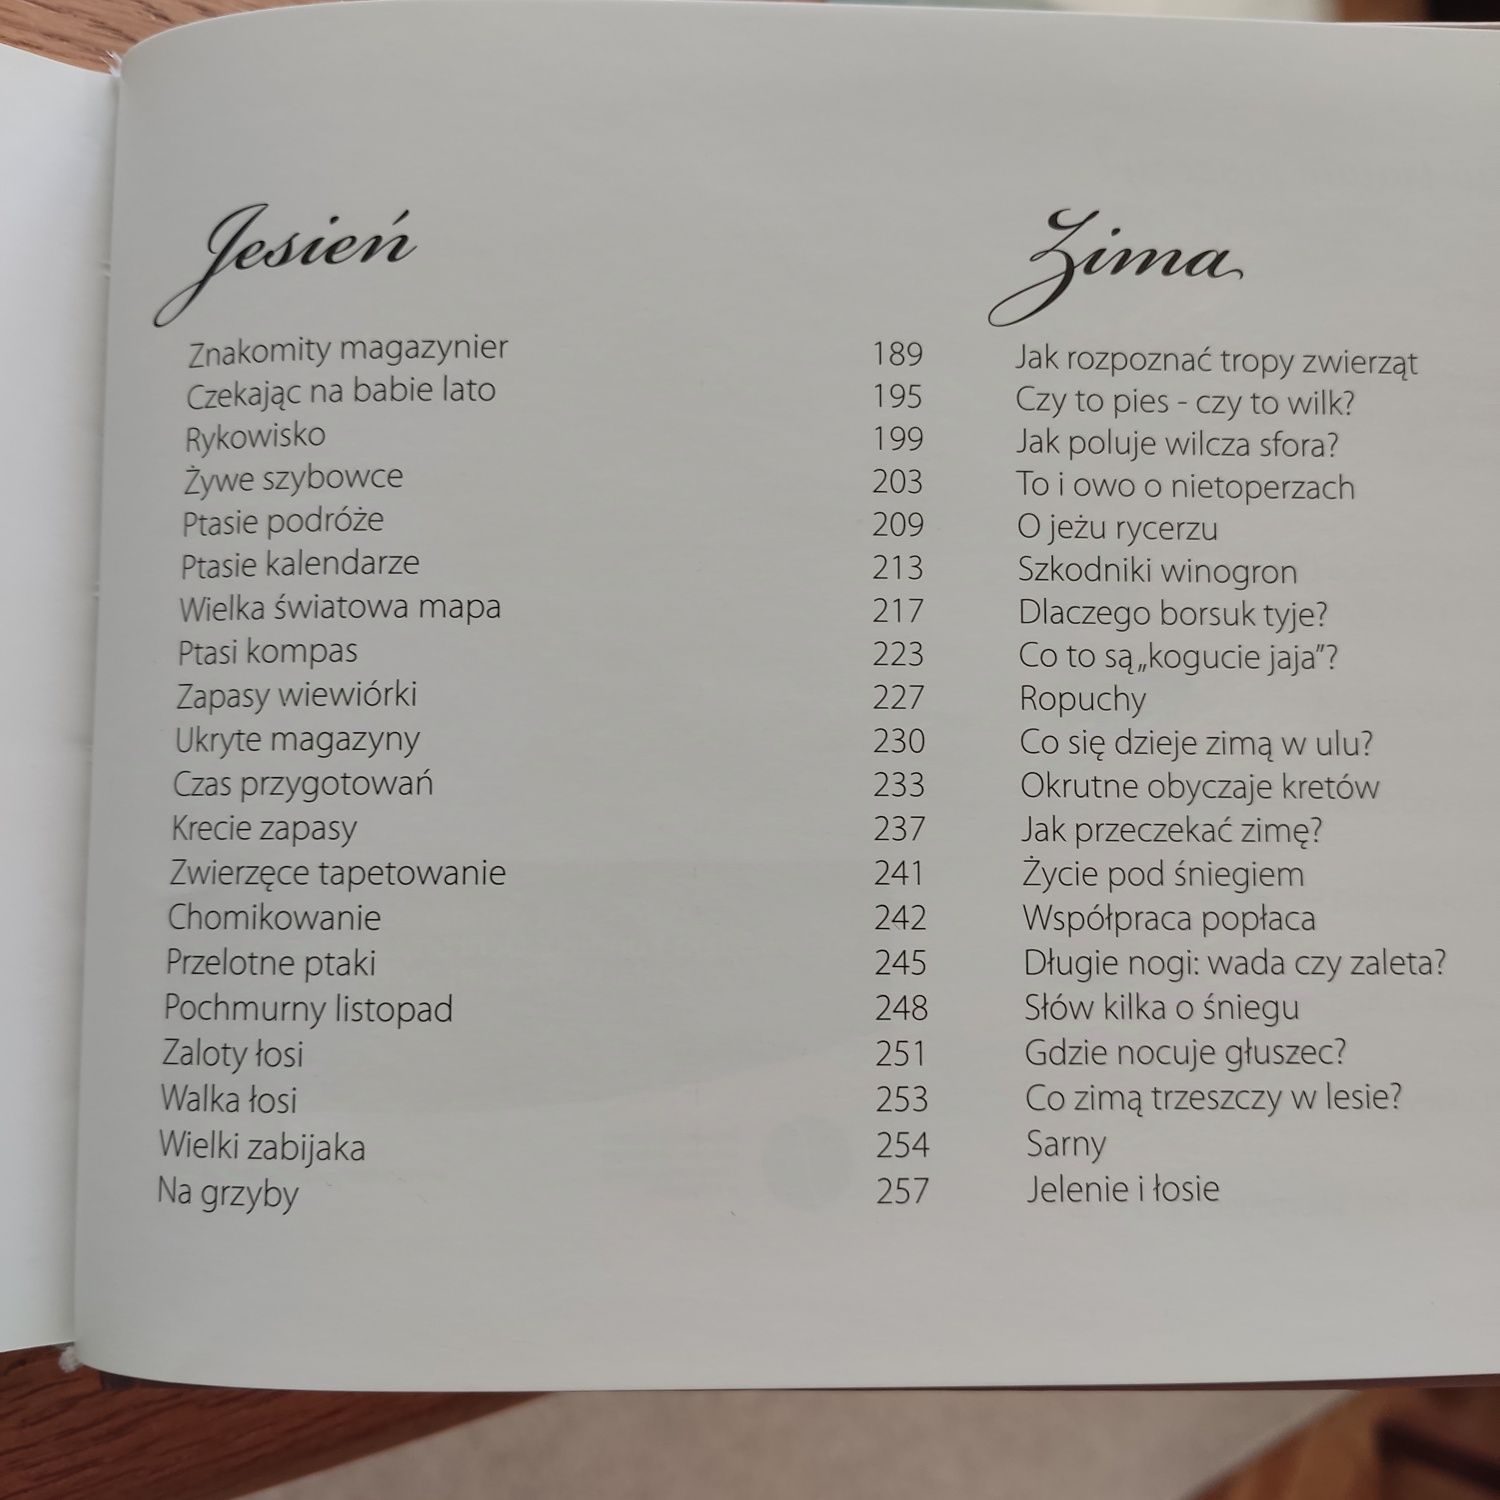 Jesień
Znakomity magazynier 189
Czekając na babie lato 195
Rykowisko 199
Żywe szybowce 203
Ptasie podróże 209
Ptasie kalendarze 213
Wielka światowa mapa 217
Ptasi kompas 223
Zapasy wiewiórki 227
Ukryte magazyny 230
Czas przygotowań 233
Krecie zapasy 237
Zwierzęce tapetowanie 241
Chomikowanie 242
Przelotne ptaki 245
Pochmurny listopad 248
Zaloty łosi 251
Walka łosi 253
Wielki zabijaka 254
Na grzyby 257
Zima
Jak rozpoznać tropy zwierząt
Czy to pies - czy to wilk?
Jak poluje wilcza sfora?
To i owo o nietoperzach
O jeżu rycerzu
Szkodniki winogron
Dlaczego borsuk tyje?
Co to są „kogucie jaja”?
Ropuchy
Co się dzieje zimą w ulu?
Okrutne obyczaje kretów
Jak przeczekać zimę?
Życie pod śniegiem
Współpraca popłaca
Długie nogi: wada czy zaleta?
Słów kilka o śniegu
Gdzie nocuje głuszec?
Co zimą trzeszczy w lesie?
Sarny
Jelenie i łosie